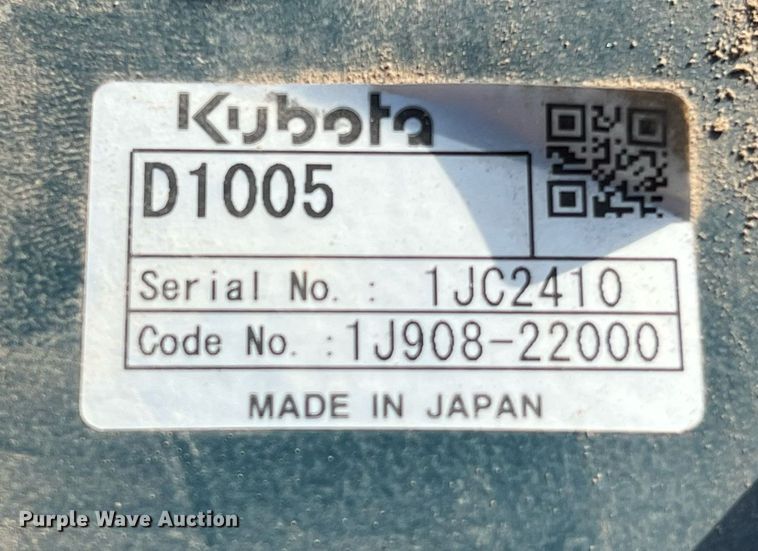 Kubota
D1005
Serial No. : 1JC2410
Code No. : 1J908-22000
MADE IN JAPAN
Purple Wave Auction